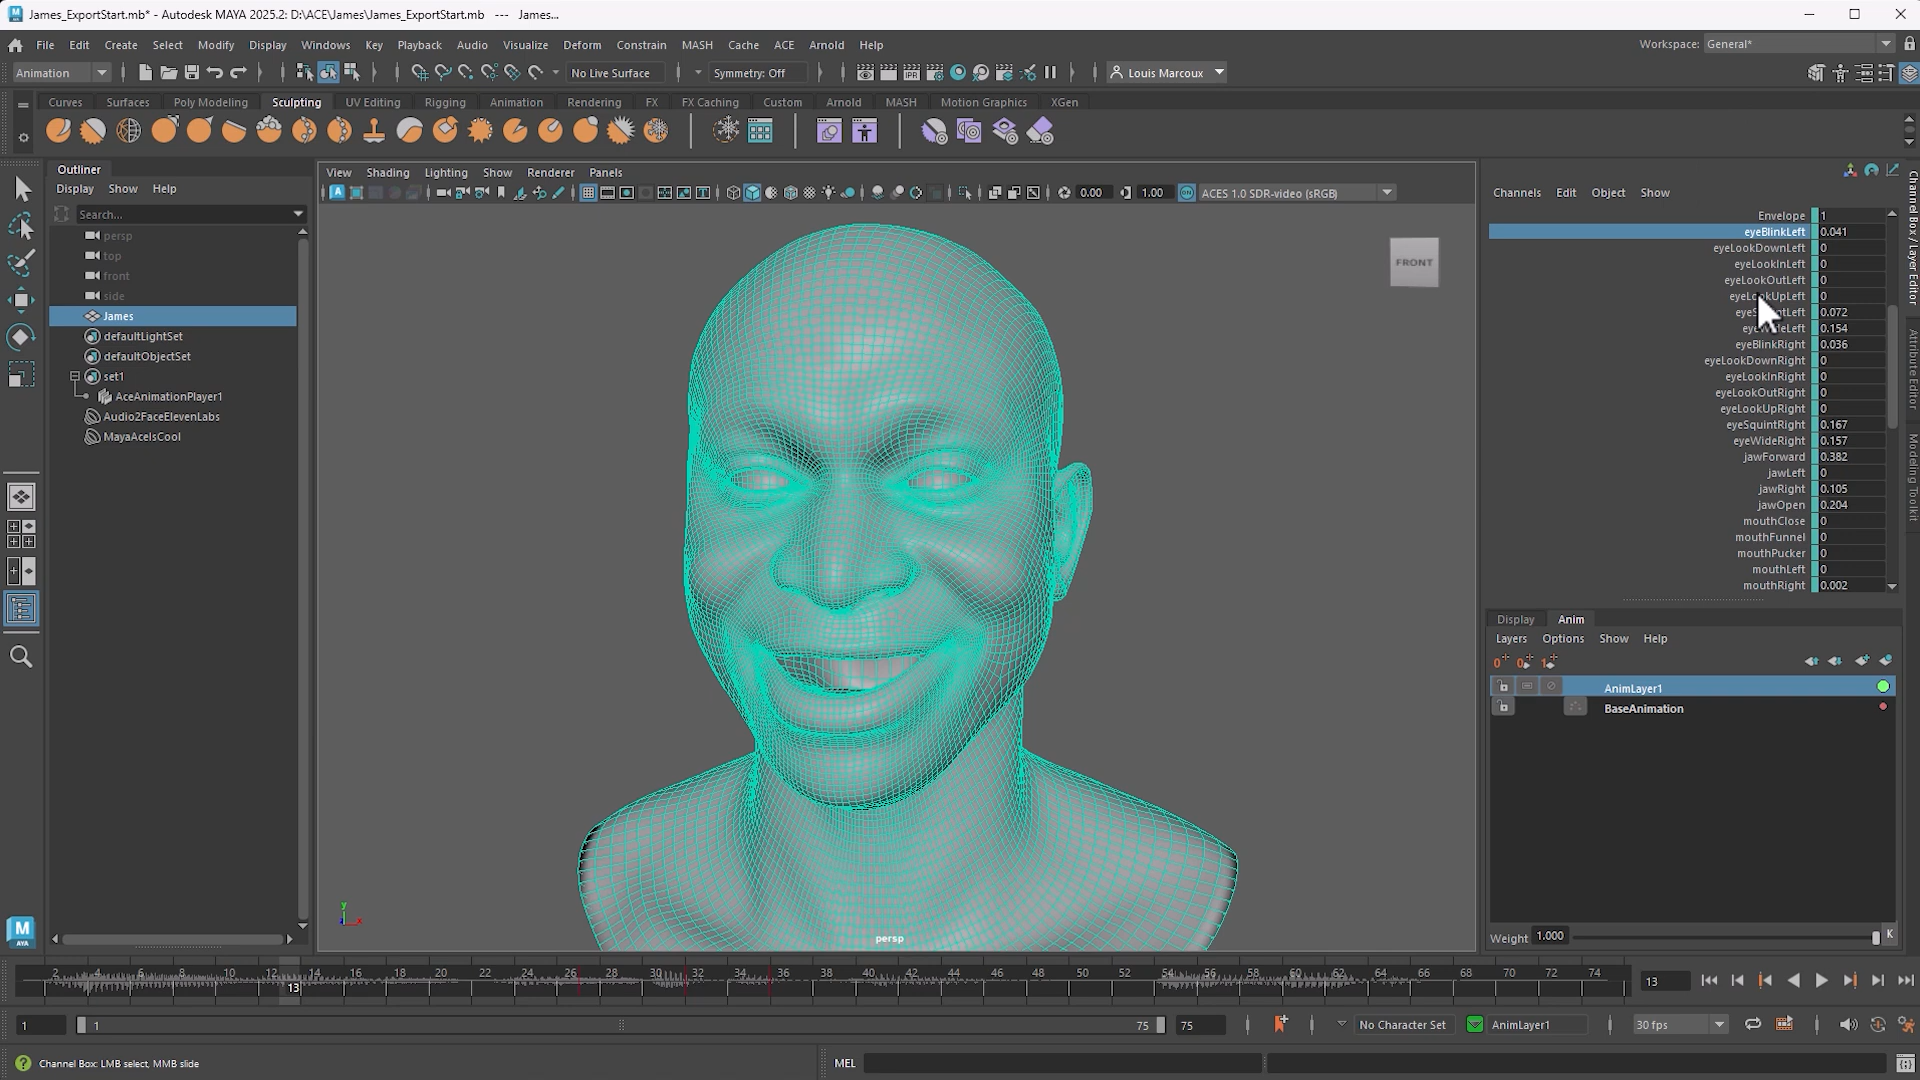 James_ExportStart.mb* - Autodesk MAYA 2025.2: D:\ACE\James\James_ExportStart.mb --- James...
File Edit Create Select Modify Display Windows Key Playback Audio Visualize Deform Constrain MASH Cache ACE Arnold Help
Workspace: General*
Animation
No Live Surface
Symmetry: Off
IPR
Louis Marcoux
Curves Surfaces Poly Modeling Sculpting UV Editing Rigging Animation Rendering FX FX Caching Custom Arnold MASH Motion Graphics XGen
Outliner
Display Show Help
Search...
persp
top
front
side
James
defaultLightSet
defaultObjectSet
set1
AceAnimationPlayer1
Audio2FaceElevenLabs
MayaAceIsCool
View Shading Lighting Show Renderer Panels
0.00
1.00
ACES 1.0 SDR-video (sRGB)
FRONT
persp
y
x
Channels Edit Object Show
Envelope 1
eyeBlinkLeft 0.041
eyeLookDownLeft 0
eyeLookInLeft 0
eyeLookOutLeft 0
eyeLookUpLeft 0
0.072
0.154
eyeBlinkRight 0.036
eyeLookDownRight 0
eyeLookInRight 0
eyeLookOutRight 0
eyeLookUpRight 0
eyeSquintRight 0.167
eyeWideRight 0.157
jawForward 0.382
jawLeft 0
jawRight 0.105
jawOpen 0.204
mouthClose 0
mouthFunnel 0
mouthPucker 0
mouthLeft 0
mouthRight 0.002
Channel Box / Layer Editor
Attribute Editor
Modeling Toolkit
Display Anim
Layers Options Show Help
AnimLayer1
BaseAnimation
Weight 1.000
K
M
AYA
2 4 6 8 10 12 14 16 18 20 22 24 26 28 30 32 34 36 38 40 42 44 46 48 50 52 54 56 58 60 62 64 66 68 70 72 74
13
13
1
1
75
75
No Character Set
AnimLayer1
30 fps
Channel Box: LMB select, MMB slide
MEL